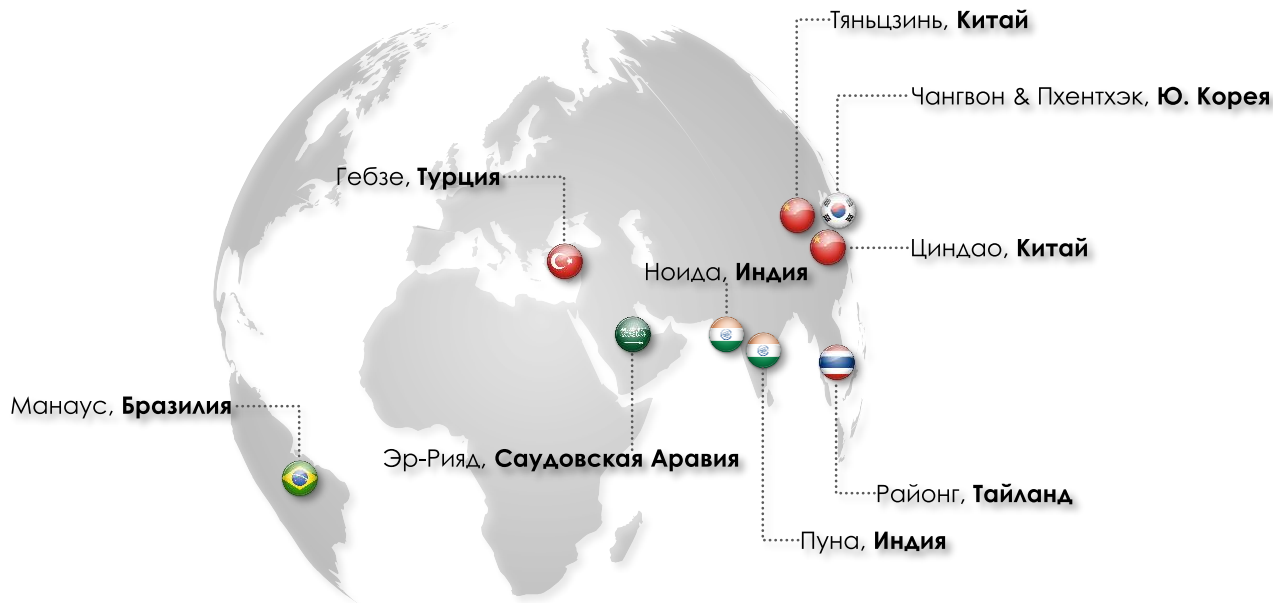 Тяньцзинь, Китай
Чангвон & Пхентхэк, Ю. Корея
Гебзе, Турция
Циндао, Китай
Ноида, Индия
Манаус, Бразилия
Эр-Рияд, Саудовская Аравия
Районг, Тайланд
Пуна, Индия